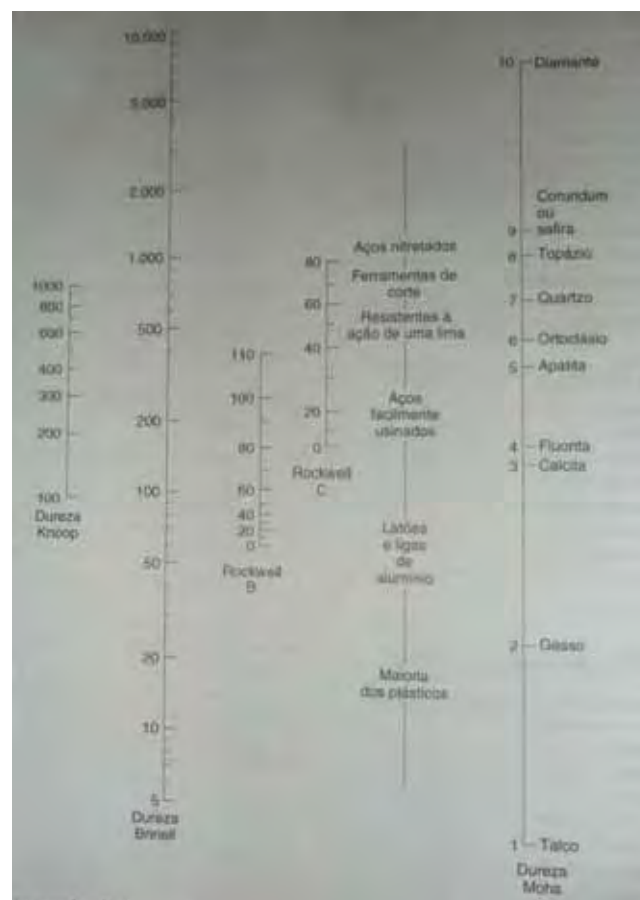 10.000
5.000
2.000
1.000
500
200
100
50
20
10
5
Dureza
Brinell
1000
800
600
400
300
200
100
Dureza
Knoop
110
100
80
60
40
20
0
Rockwell
B
80
60
40
20
0
Rockwell
C
Aços nitretados
Ferramentas de
corte
Resistentes à
ação de uma lima
Aços
facilmente
usinados
Latões
e ligas
de
alumínio
Maioria
dos plásticos
10 Diamante
Corundum
ou
9 safira
8 Topázio
7 Quartzo
6 Ortoclásio
5 Apatita
4 Fluorita
3 Calcita
2 Gesso
1 Talco
Dureza
Mohs